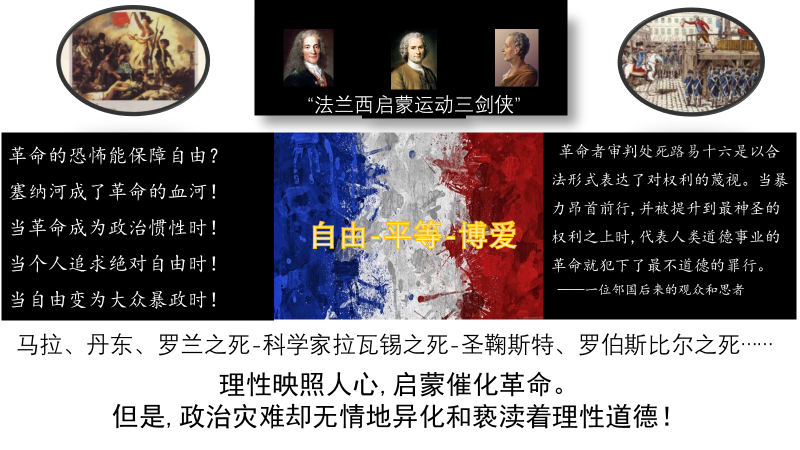 “法兰西启蒙运动三剑侠”
革命的恐怖能保障自由？
塞纳河成了革命的血河！
当革命成为政治惯性时！
当个人追求绝对自由时！
当自由变为大众暴政时！
自由-平等-博爱
革命者审判处死路易十六是以合
法形式表达了对权利的蔑视。当暴
力昂首前行,并被提升到最神圣的
权利之上时,代表人类道德事业的
革命就犯下了最不道德的罪行。
——一位邻国后来的观众和思者
马拉、丹东、罗兰之死-科学家拉瓦锡之死-圣鞠斯特、罗伯斯比尔之死……
理性映照人心,启蒙催化革命。
但是,政治灾难却无情地异化和亵渎着理性道德！